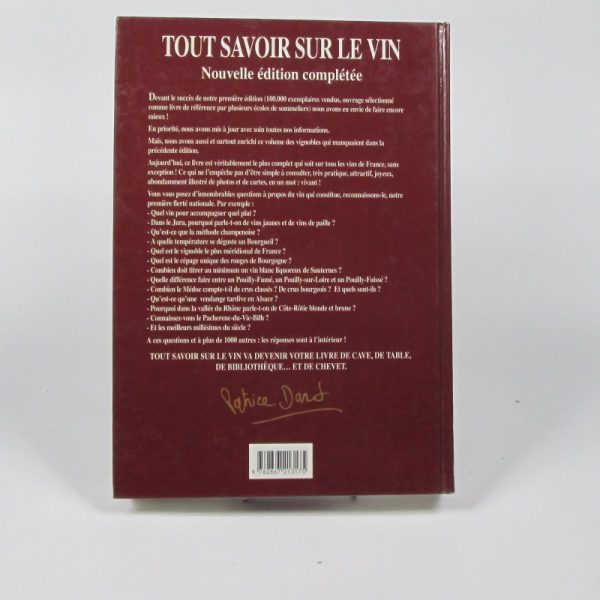 TOUT SAVOIR SUR LE VIN
Nouvelle édition complétée
Devant le succès de notre première édition (100.000 exemplaires vendus, ouvrage sélectionné
comme livre de référence par plusieurs écoles de sommeliers) nous avons eu envie de faire encore
mieux !
En priorité, nous avons mis à jour avec soin toutes nos informations.
Mais, nous avons aussi et surtout enrichi ce volume des vignobles qui manquaient dans la
précédente édition.
Aujourd'hui, ce livre est véritablement le plus complet qui soit sur tous les vins de France, sans
exception ! Ce qui ne l'empêche pas d'être simple à consulter, très pratique, attractif, joyeux,
abondamment illustré de photos et de cartes, en un mot : vivant !
Vous vous posez d'innombrables questions à propos du vin qui constitue, reconnaissons-le, notre
première fierté nationale. Par exemple :
- Quel vin pour accompagner quel plat ?
- Dans le Jura, pourquoi parle-t-on de vins jaunes et de vins de paille ?
- Qu'est-ce que la méthode champenoise ?
- A quelle température se déguste un Bourgueil ?
- Quel est le vignoble le plus méridional de France ?
- Quel est le cépage unique des rouges de Bourgogne ?
- Combien doit titrer au minimum un vin blanc liquoreux de Sauternes ?
- Quelle différence faire entre un Pouilly-Fumé, un Pouilly-sur-Loire et un Pouilly-Fuissé ?
- Combien le Médoc compte-t-il de crus classés ? De crus bourgeois ? Et quels sont-ils ?
- Qu'est-ce qu'une vendange tardive en Alsace ?
- Pourquoi dans la vallée du Rhône parle-t-on de Côte-Rôtie blonde et brune ?
- Connaissez-vous le Pacherenc-du-Vic-Bilh ?
- Et les meilleurs millésimes du siècle ?
A ces questions et à plus de 1000 autres : les réponses sont à l'intérieur !
TOUT SAVOIR SUR LE VIN VA DEVENIR VOTRE LIVRE DE CAVE, DE TABLE,
DE BIBLIOTHÈQUE... ET DE CHEVET.
Patrice Dard
9 782867 213175